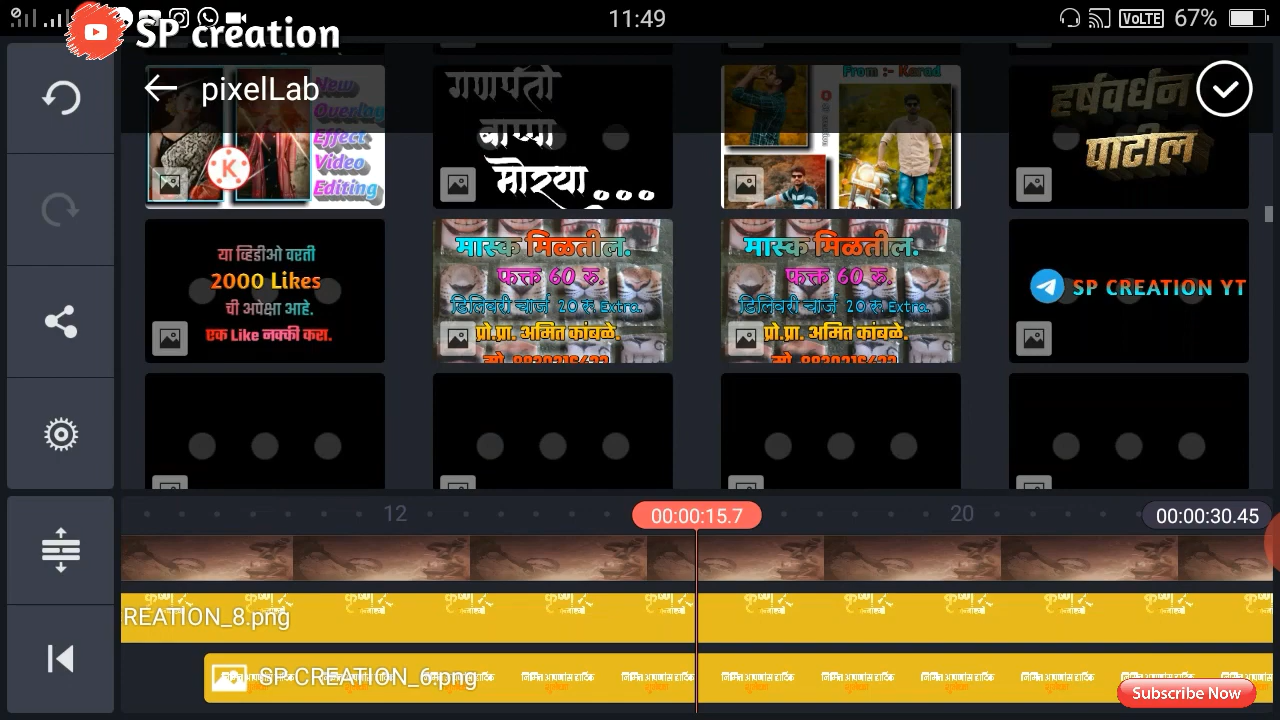 11:49
VoLTE 67%
SP creation
pixelLab
New
Overlay
Effect
Video
Editing
K
गणपती
बाप्पा
मोरया...
From :- Karad
हर्षवर्धन
पाटील
या व्हिडीओ वरती
2000 Likes
ची अपेक्षा आहे.
एक Like नक्की करा.
मास्क मिळतील.
फक्त 60 रु.
डिलिवरी चार्ज 20 रु. Extra.
प्रो.प्रा. अमित कांबळे.
मास्क मिळतील.
फक्त 60 रु.
डिलिवरी चार्ज 20 रु. Extra.
प्रो.प्रा. अमित कांबळे.
SP CREATION YT
12
00:00:15.7
20
00:00:30.45
REATION_8.png
SP CREATION_6.png
Subscribe Now